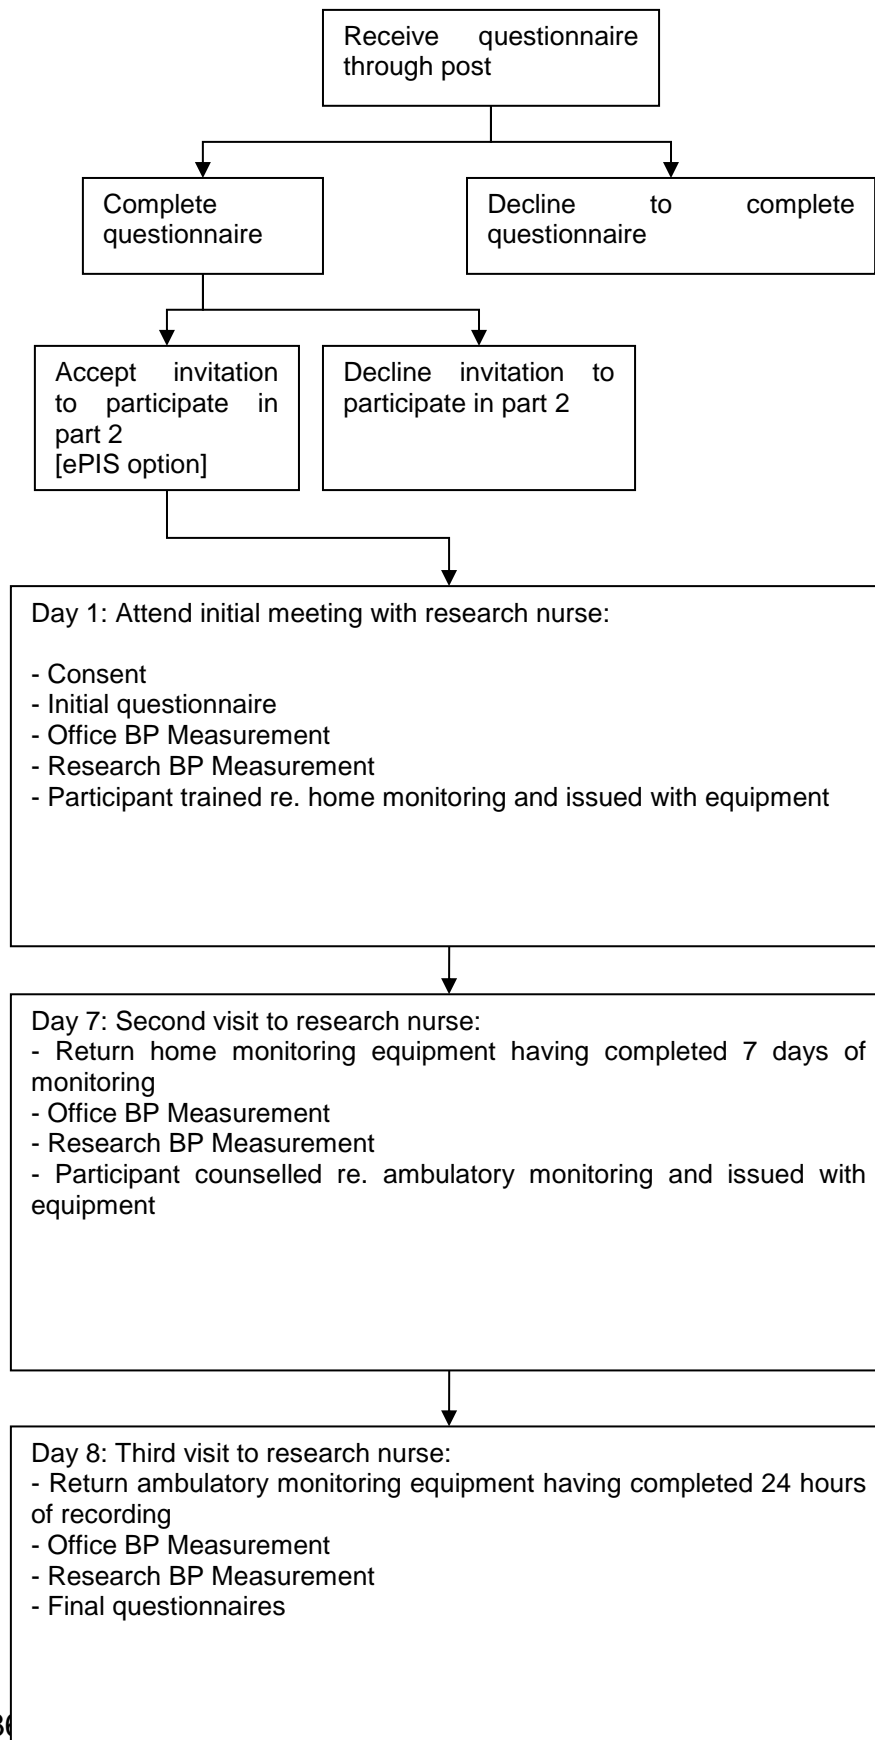 Receive questionnaire
through post
Complete
questionnaire
Decline to complete
questionnaire
Accept invitation
to participate in
part 2
[ePIS option]
Decline invitation to
participate in part 2
Day 1: Attend initial meeting with research nurse:
- Consent
- Initial questionnaire
- Office BP Measurement
- Research BP Measurement
- Participant trained re. home monitoring and issued with equipment
Day 7: Second visit to research nurse:
- Return home monitoring equipment having completed 7 days of
monitoring
- Office BP Measurement
- Research BP Measurement
- Participant counselled re. ambulatory monitoring and issued with
equipment
Day 8: Third visit to research nurse:
- Return ambulatory monitoring equipment having completed 24 hours
of recording
- Office BP Measurement
- Research BP Measurement
- Final questionnaires